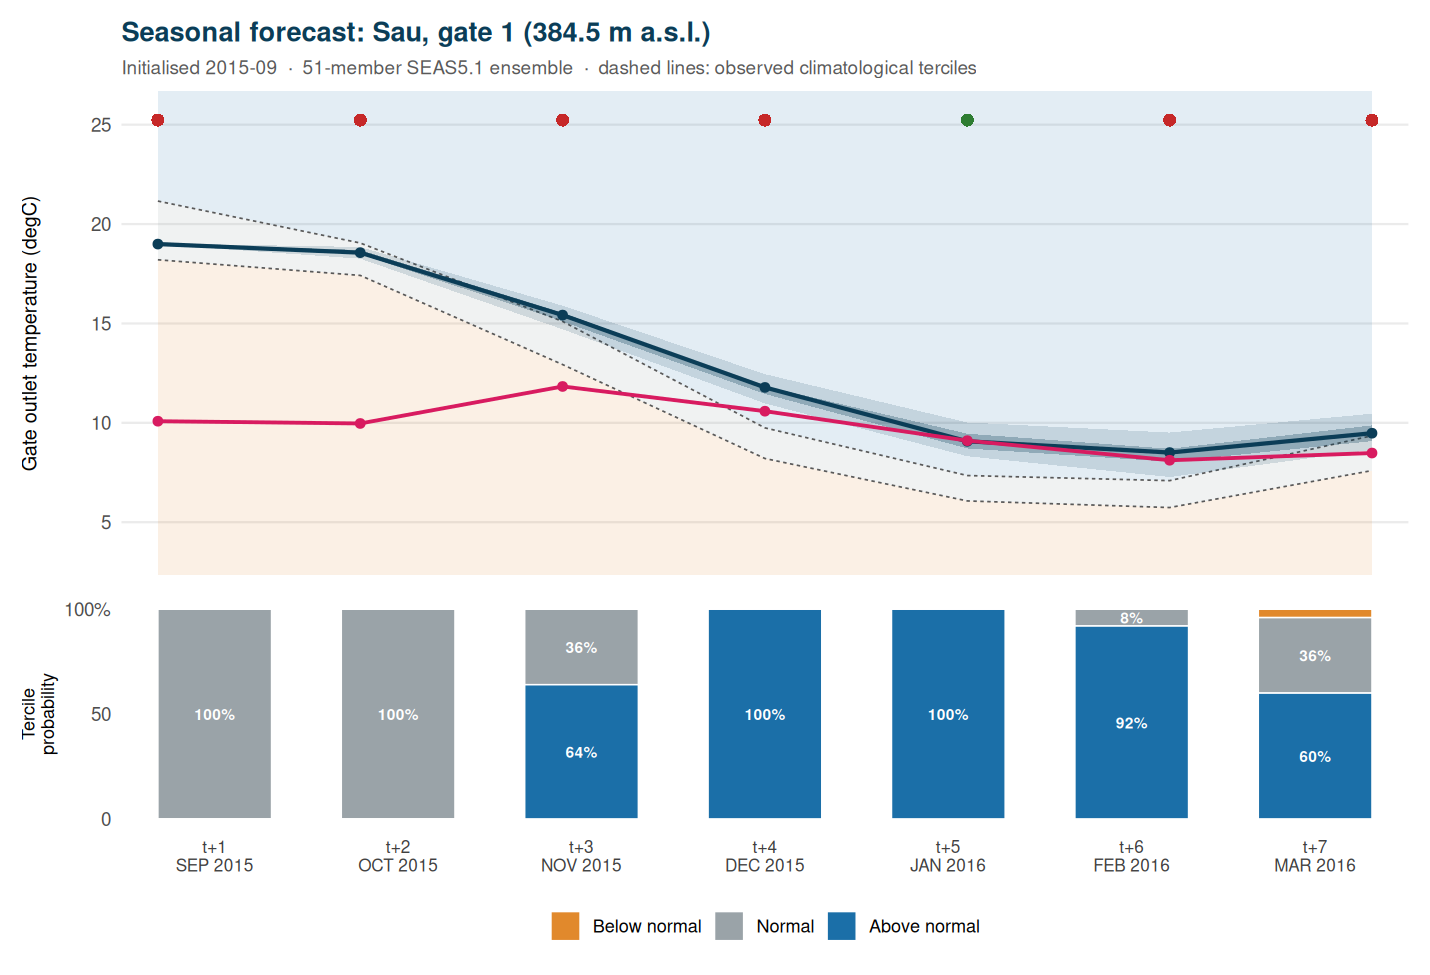 Seasonal forecast: Sau, gate 1 (384.5 m a.s.l.)
Initialised 2015-09 · 51-member SEAS5.1 ensemble · dashed lines: observed climatological terciles
Gate outlet temperature (degC)
25
20
15
10
5
Tercile
probability
100%
50
0
100%
100%
36%
64%
100%
100%
8%
92%
36%
60%
t+1
SEP 2015
t+2
OCT 2015
t+3
NOV 2015
t+4
DEC 2015
t+5
JAN 2016
t+6
FEB 2016
t+7
MAR 2016
Below normal
Normal
Above normal